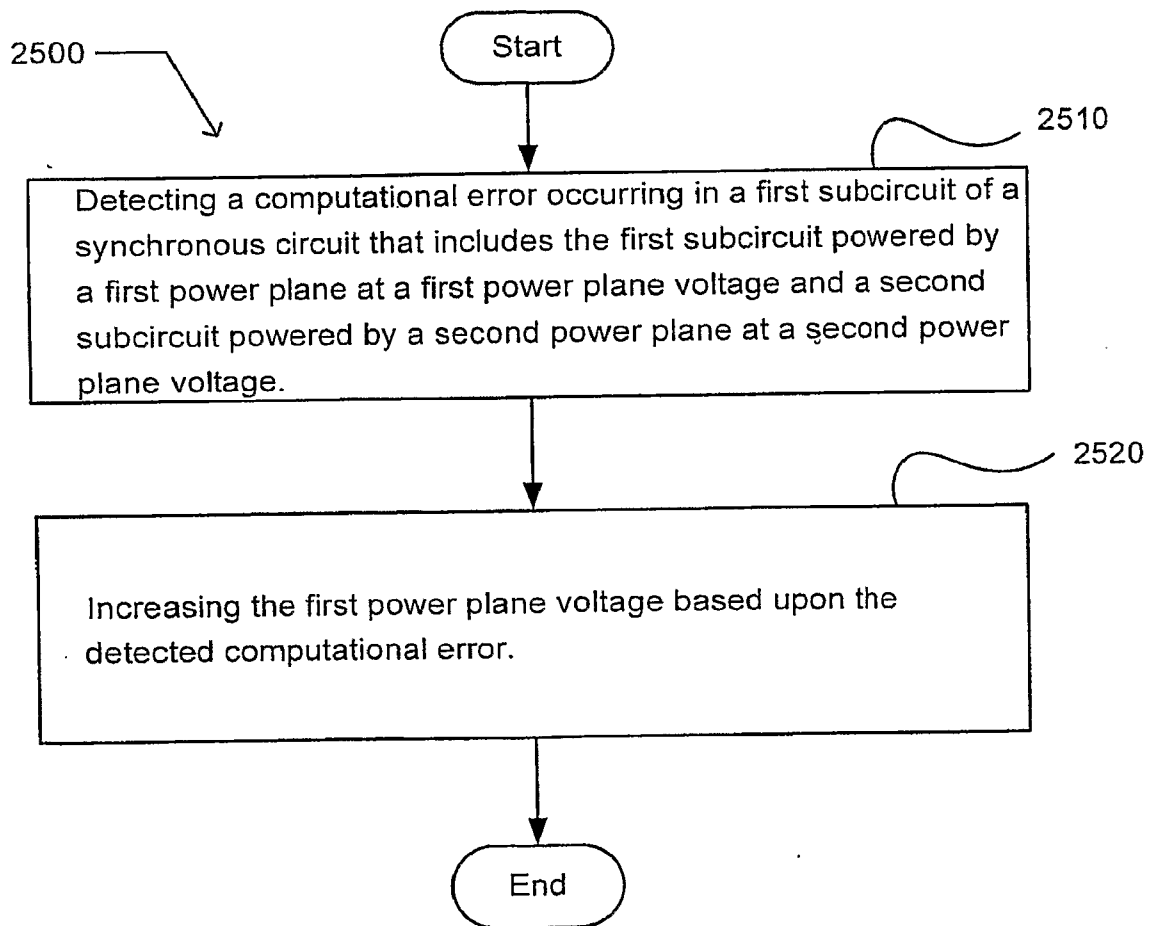 Start
2500
2510
Detecting a computational error occurring in a first subcircuit of a
synchronous circuit that includes the first subcircuit powered by
a first power plane at a first power plane voltage and a second
subcircuit powered by a second power plane at a second power
plane voltage.
2520
Increasing the first power plane voltage based upon the
detected computational error.
End